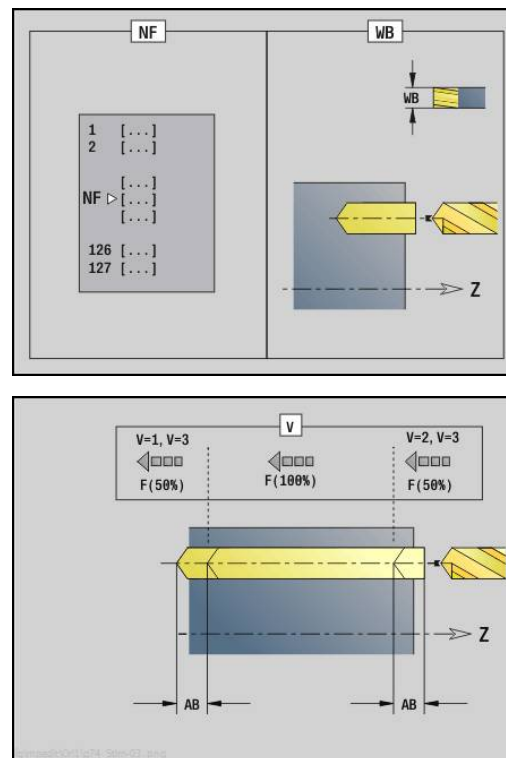 NF
WB
1 [...]
2 [...]
[...]
NF [...]
[...]
126 [...]
127 [...]
WB
Z
V
V=1, V=3
V=2, V=3
F(50%)
F(100%)
F(50%)
Z
AB
AB